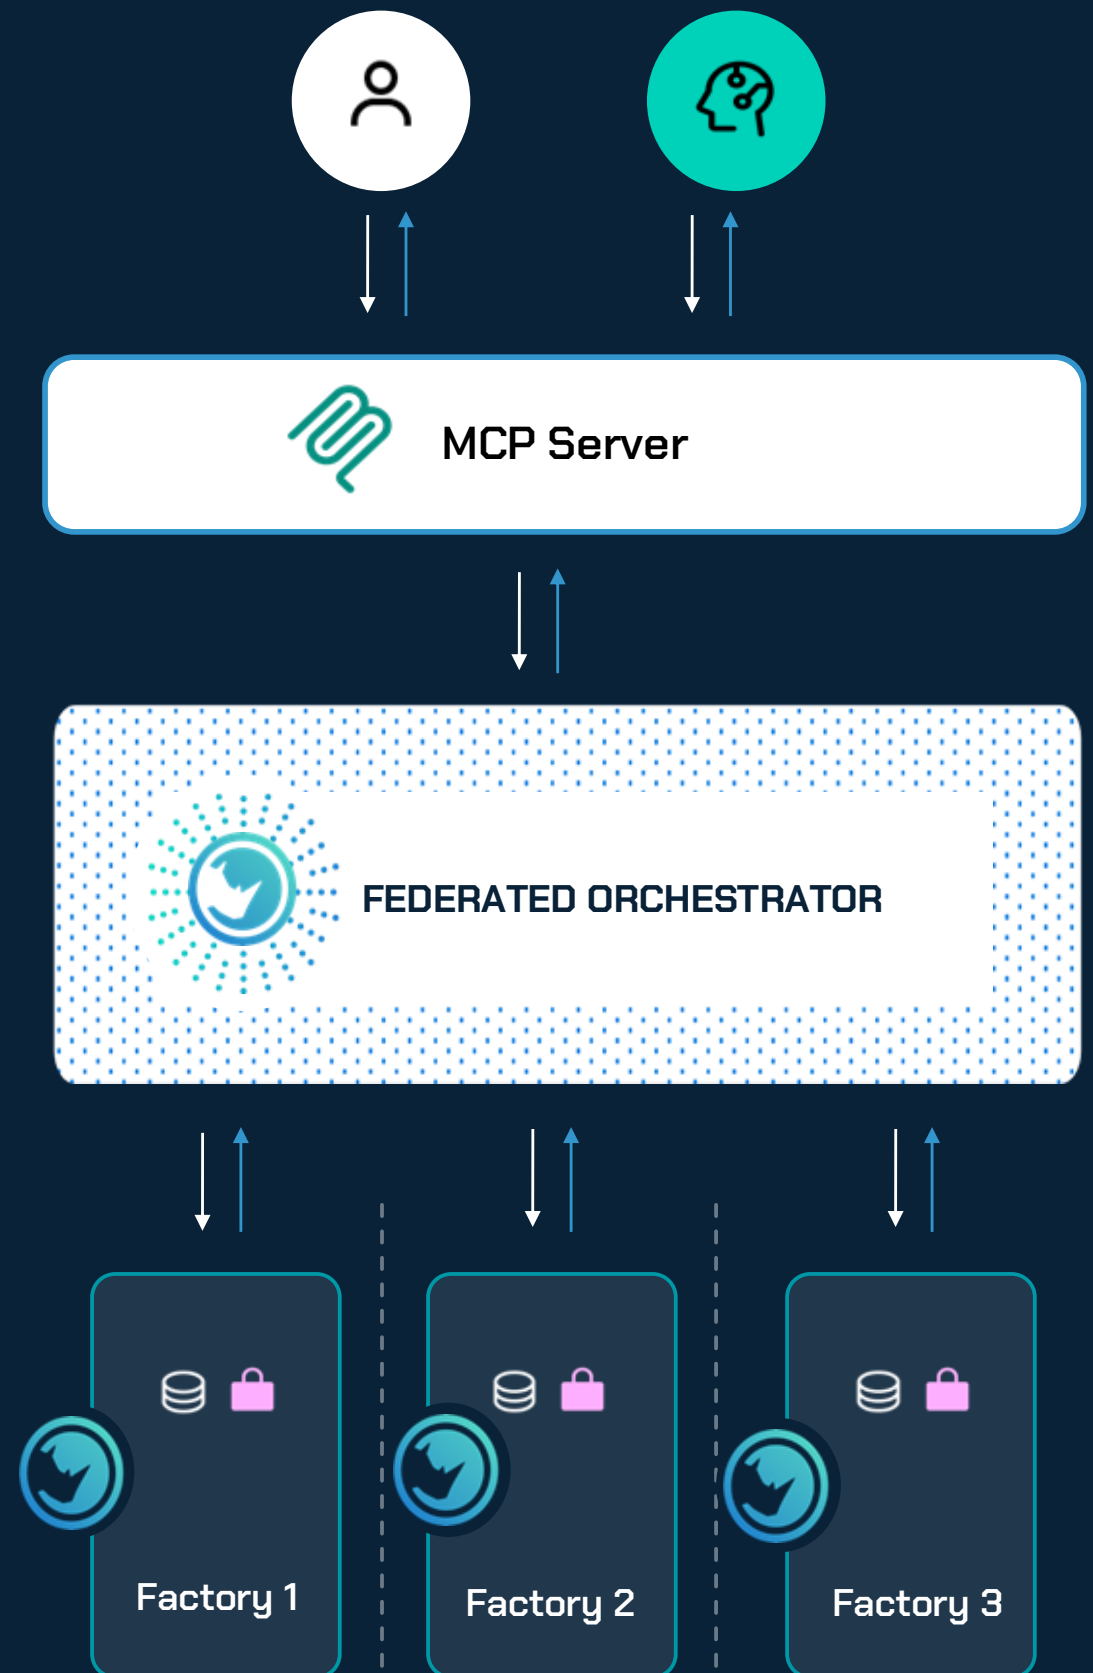 MCP Server
FEDERATED ORCHESTRATOR
Factory 1
Factory 2
Factory 3